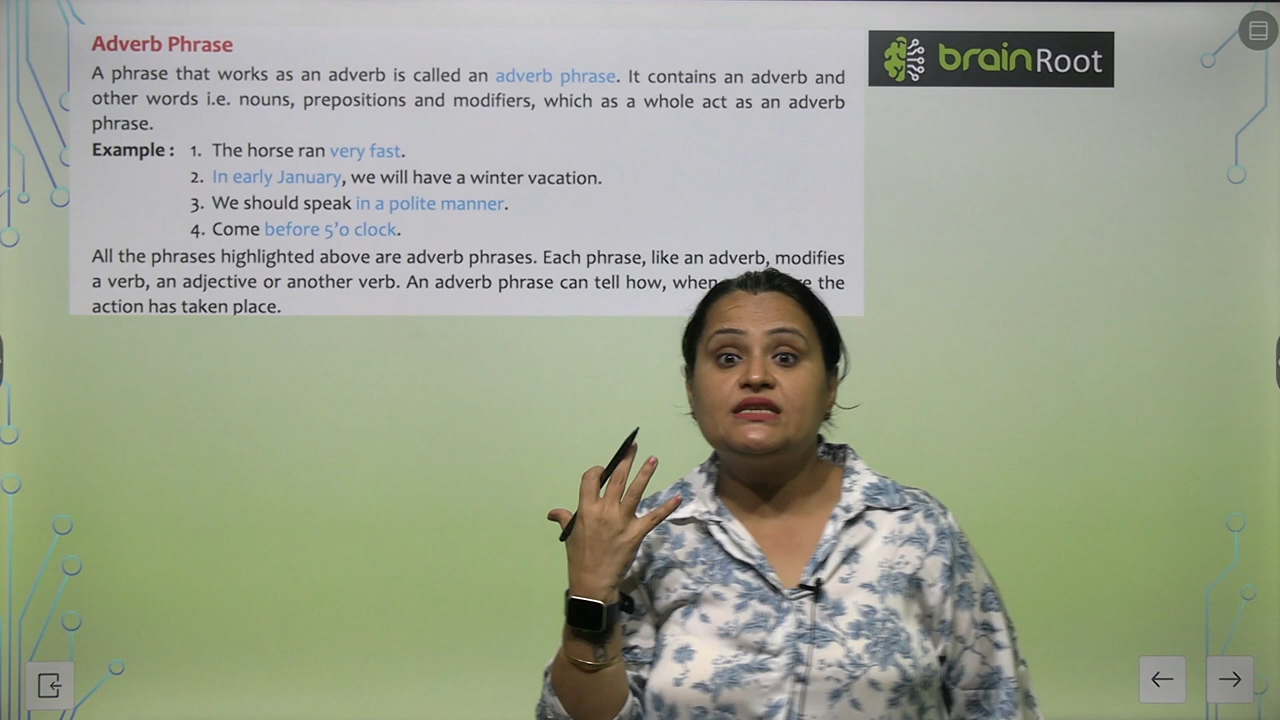 Adverb Phrase
brainRoot
A phrase that works as an adverb is called an adverb phrase. It contains an adverb and
other words i.e. nouns, prepositions and modifiers, which as a whole act as an adverb
phrase.
Example : 1. The horse ran very fast.
2. In early January, we will have a winter vacation.
3. We should speak in a polite manner.
4. Come before 5'o clock.
All the phrases highlighted above are adverb phrases. Each phrase, like an adverb, modifies
a verb, an adjective or another verb. An adverb phrase can tell how, when the
action has taken place.